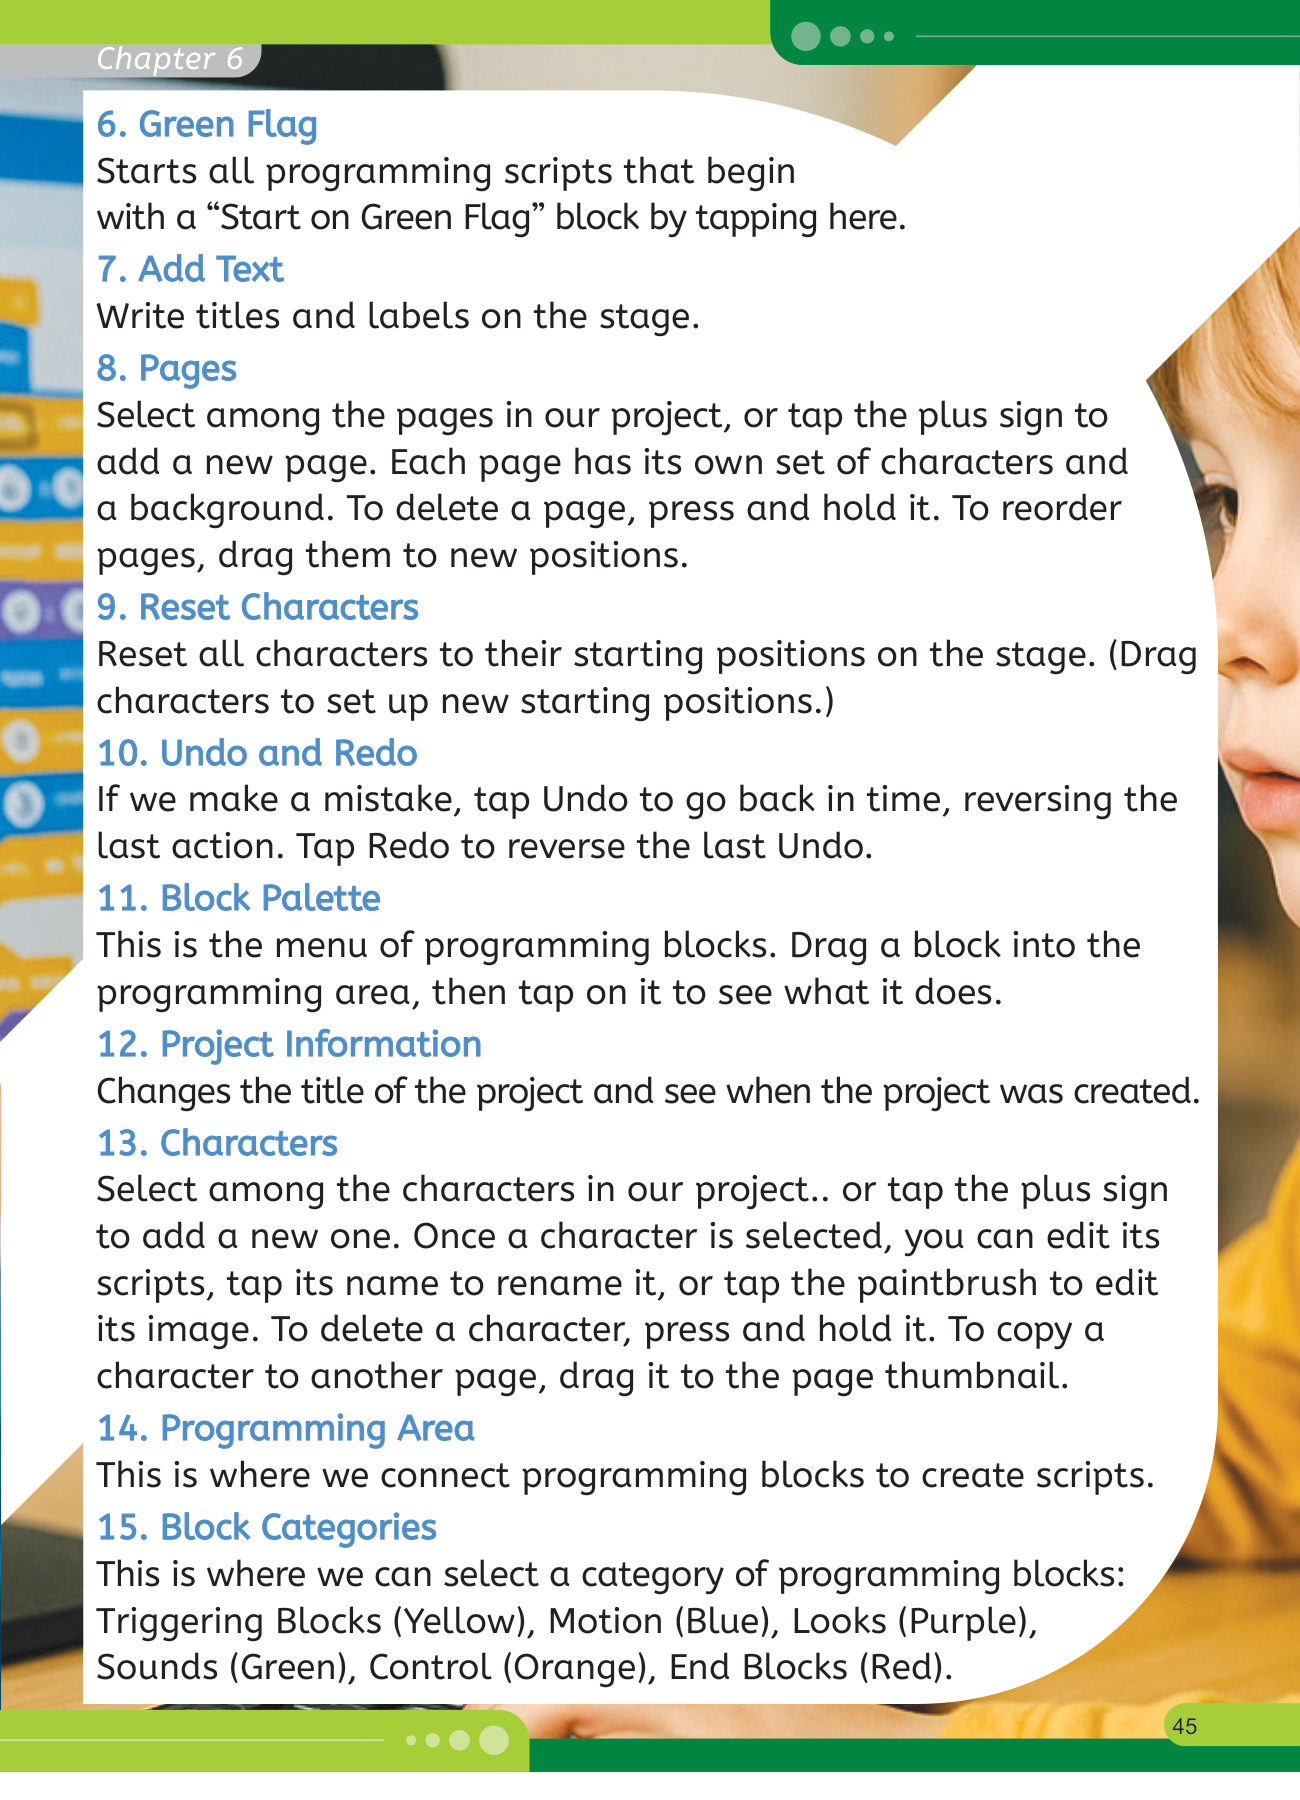 Chapter 6
6. Green Flag
Starts all programming scripts that begin
with a “Start on Green Flag” block by tapping here.
7. Add Text
Write titles and labels on the stage.
8. Pages
Select among the pages in our project, or tap the plus sign to
add a new page. Each page has its own set of characters and
a background. To delete a page, press and hold it. To reorder
pages, drag them to new positions.
9. Reset Characters
Reset all characters to their starting positions on the stage. (Drag
characters to set up new starting positions.)
10. Undo and Redo
If we make a mistake, tap Undo to go back in time, reversing the
last action. Tap Redo to reverse the last Undo.
11. Block Palette
This is the menu of programming blocks. Drag a block into the
programming area, then tap on it to see what it does.
12. Project Information
Changes the title of the project and see when the project was created.
13. Characters
Select among the characters in our project.. or tap the plus sign
to add a new one. Once a character is selected, you can edit its
scripts, tap its name to rename it, or tap the paintbrush to edit
its image. To delete a character, press and hold it. To copy a
character to another page, drag it to the page thumbnail.
14. Programming Area
This is where we connect programming blocks to create scripts.
15. Block Categories
This is where we can select a category of programming blocks:
Triggering Blocks (Yellow), Motion (Blue), Looks (Purple),
Sounds (Green), Control (Orange), End Blocks (Red).
45